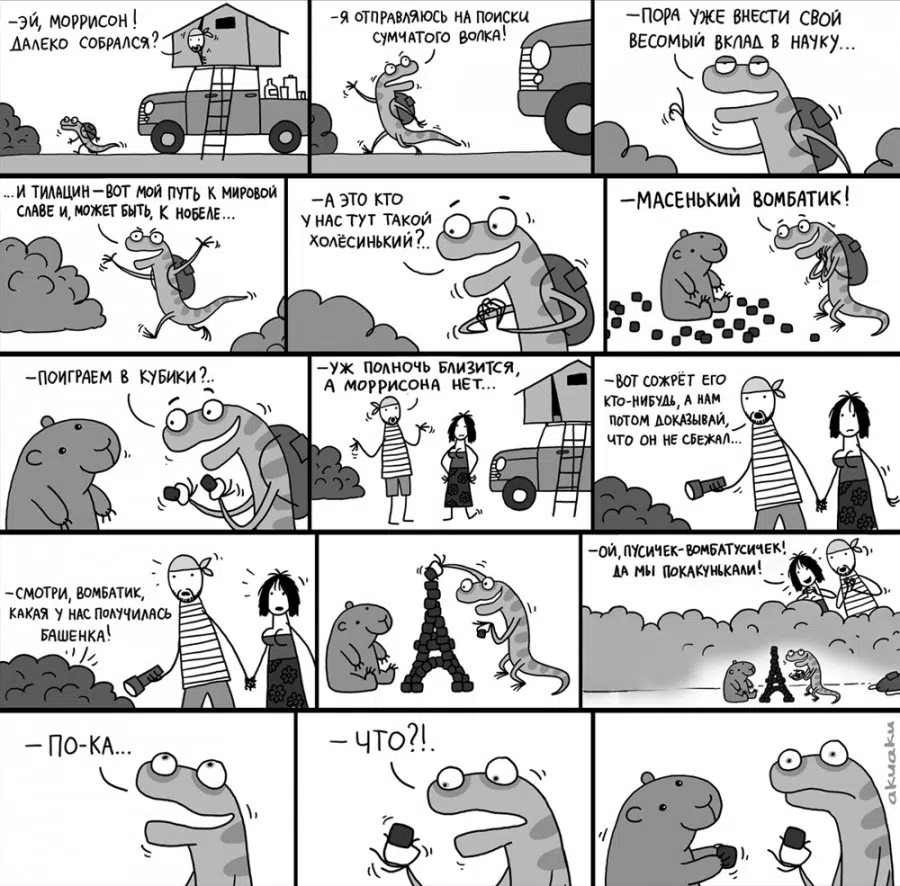 –ЭЙ, МОРРИСОН!
ДАЛЕКО СОБРАЛСЯ?
–Я ОТПРАВЛЯЮСЬ НА ПОИСКИ
СУМЧАТОГО ВОЛКА!
–ПОРА УЖЕ ВНЕСТИ СВОЙ
ВЕСОМЫЙ ВКЛАД В НАУКУ...
...И ТИЛАЦИН–ВОТ МОЙ ПУТЬ К МИРОВОЙ
СЛАВЕ И, МОЖЕТ БЫТЬ, К НОБЕЛЕ...
–А ЭТО КТО
У НАС ТУТ ТАКОЙ
ХОЛЁСИНЬКИЙ?..
–МАСЕНЬКИЙ ВОМБАТИК!
–ПОИГРАЕМ В КУБИКИ?..
–УЖ ПОЛНОЧЬ БЛИЗИТСЯ,
А МОРРИСОНА НЕТ...
–ВОТ СОЖРЁТ ЕГО
КТО-НИБУДЬ, А НАМ
ПОТОМ ДОКАЗЫВАЙ,
ЧТО ОН НЕ СБЕЖАЛ...
–СМОТРИ, ВОМБАТИК,
КАКАЯ У НАС ПОЛУЧИЛАСЬ
БАШЕНКА!
–ОЙ, ПУСИЧЕК-ВОМБАТУСИЧЕК!
ДА МЫ ПОКАКУНЬКАЛИ!
–ПО-КА...
–ЧТО?!.
akuaku